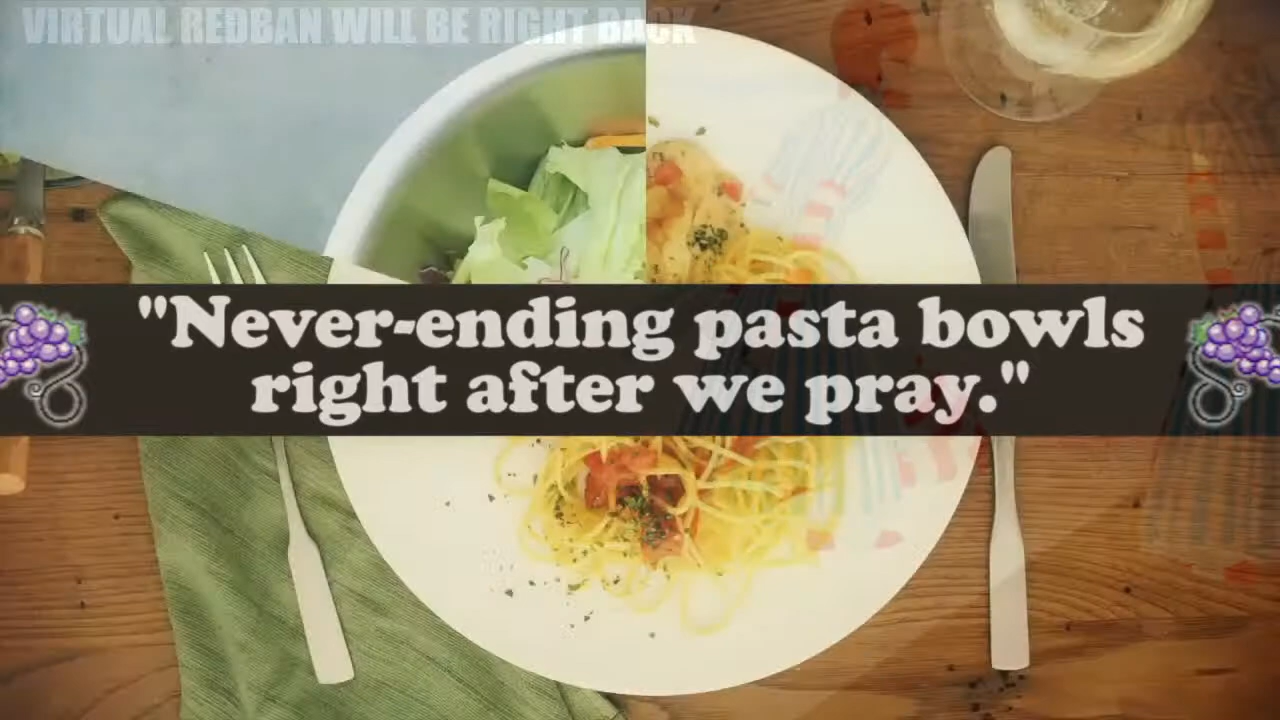 VIRTUAL REDBAN WILL BE RIGHT BACK
"Never-ending pasta bowls
right after we pray."